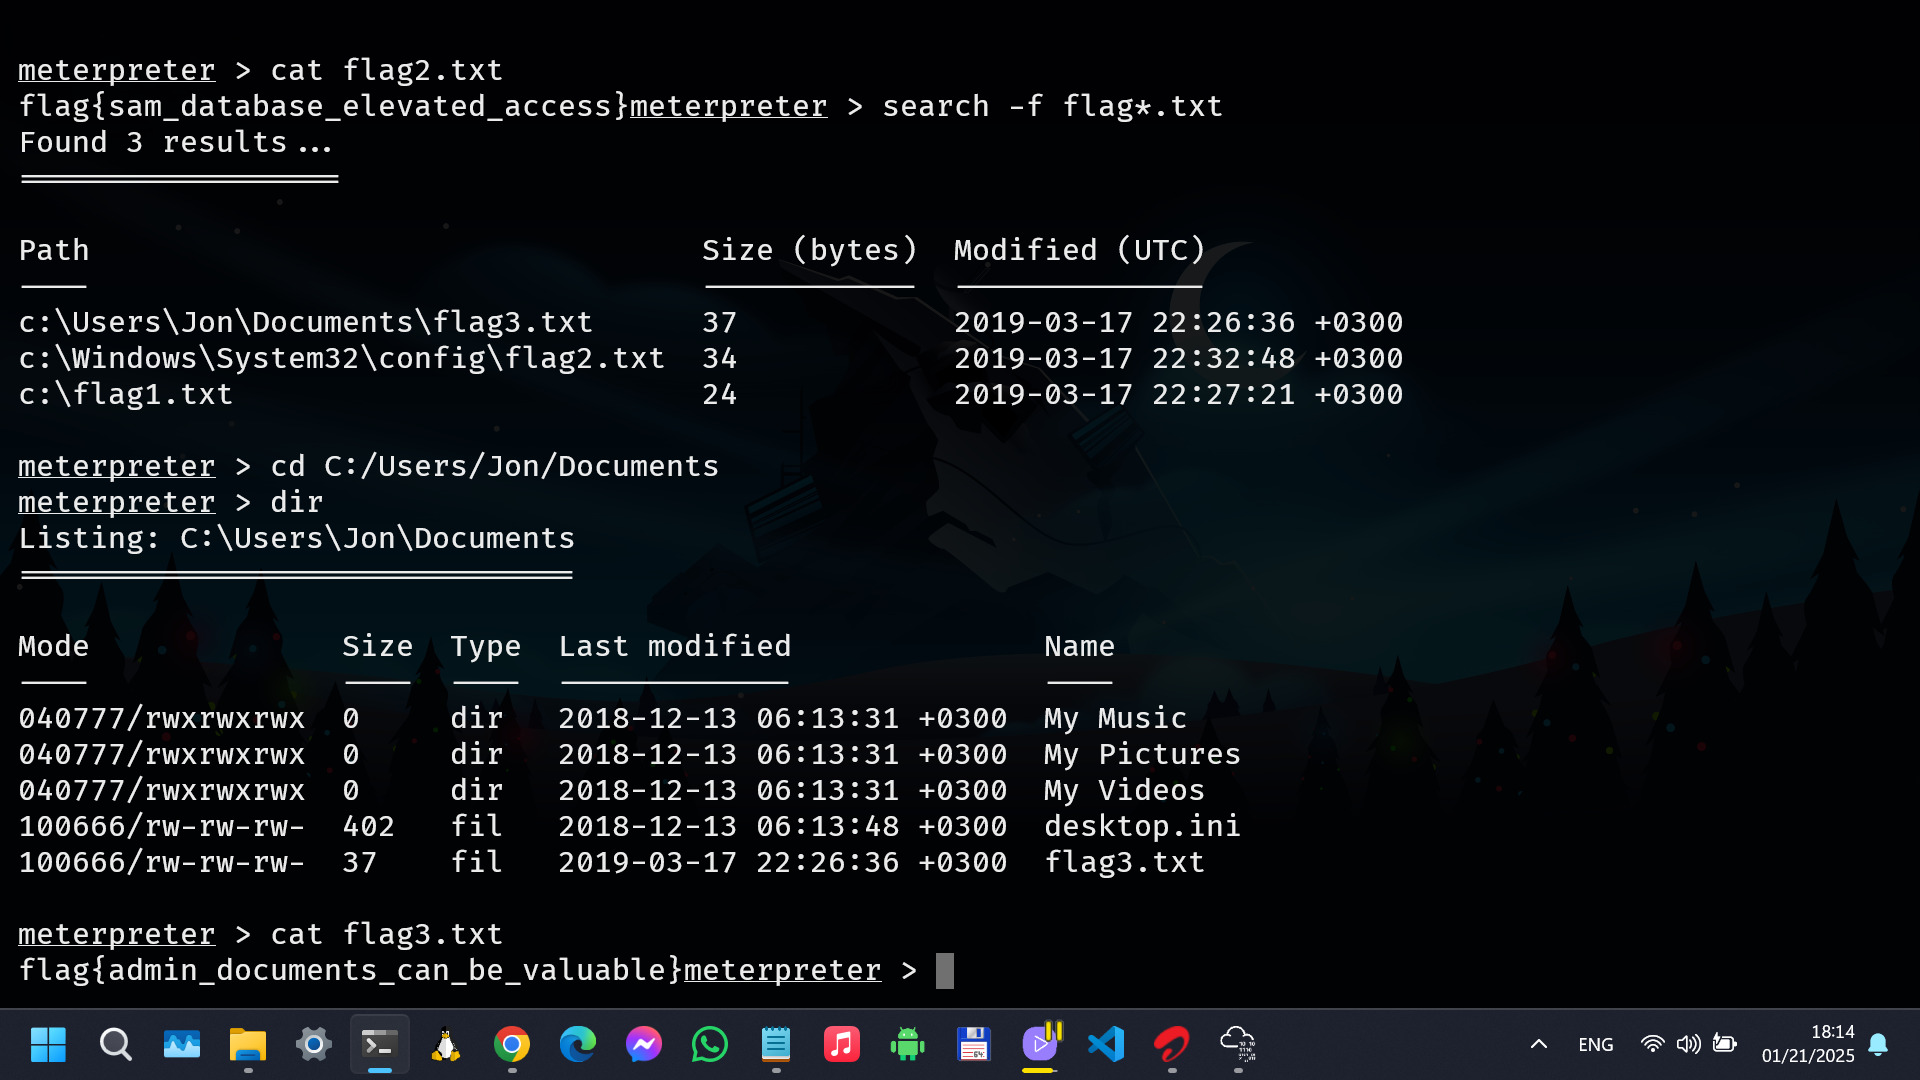 meterpreter > cat flag2.txt
flag{sam_database_elevated_access}meterpreter > search -f flag*.txt
Found 3 results...
==================
Path Size (bytes) Modified (UTC)
---- ------------ --------------
c:\Users\Jon\Documents\flag3.txt 37 2019-03-17 22:26:36 +0300
c:\Windows\System32\config\flag2.txt 34 2019-03-17 22:32:48 +0300
c:\flag1.txt 24 2019-03-17 22:27:21 +0300
meterpreter > cd C:/Users/Jon/Documents
meterpreter > dir
Listing: C:\Users\Jon\Documents
===============================
Mode Size Type Last modified Name
---- ---- ---- ------------- ----
040777/rwxrwxrwx 0 dir 2018-12-13 06:13:31 +0300 My Music
040777/rwxrwxrwx 0 dir 2018-12-13 06:13:31 +0300 My Pictures
040777/rwxrwxrwx 0 dir 2018-12-13 06:13:31 +0300 My Videos
100666/rw-rw-rw- 402 fil 2018-12-13 06:13:48 +0300 desktop.ini
100666/rw-rw-rw- 37 fil 2019-03-17 22:26:36 +0300 flag3.txt
meterpreter > cat flag3.txt
flag{admin_documents_can_be_valuable}meterpreter >
ENG
18:14
01/21/2025